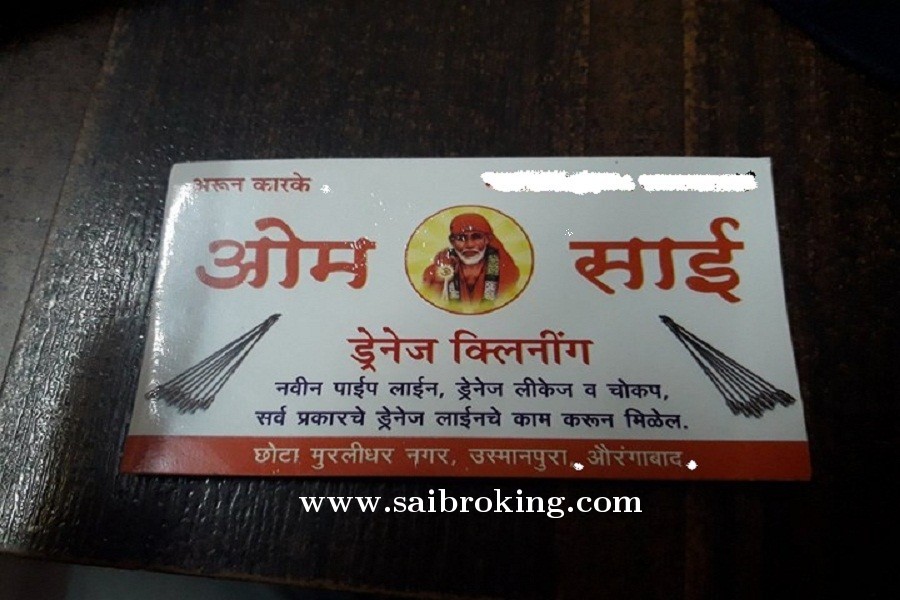 अरून कारके
ओम साई
ड्रेनेज क्लिनींग
नवीन पाईप लाईन, ड्रेनेज लीकेज व चोकप,
सर्व प्रकारचे ड्रेनेज लाईनचे काम करून मिळेल.
छोटा मुरलीधर नगर, उस्मानपुरा, औरंगाबाद.
www.saibroking.com